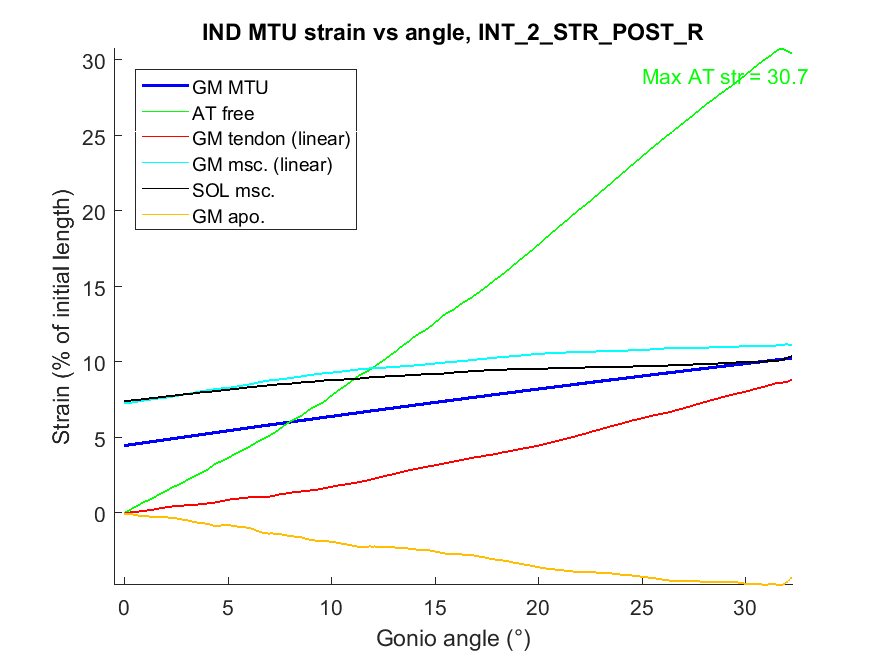 IND MTU strain vs angle, INT_2_STR_POST_R
Max AT str = 30.7
GM MTU
AT free
GM tendon (linear)
GM msc. (linear)
SOL msc.
GM apo.
Strain (% of initial length)
30
25
20
15
10
5
0
0 5 10 15 20 25 30
Gonio angle (°)